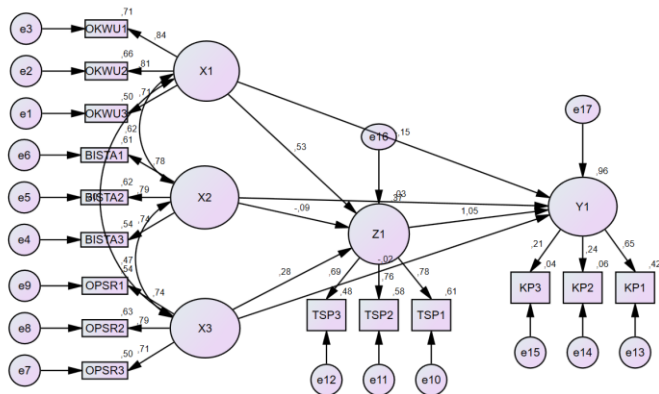 ,71
e3 OKWU1 ,84
,66
e2 OKWU2 ,81 X1
,50 ,71
e1 OKWU3
,62
,61
e6 BISTA1 ,78
,62
e5 BISTA2 ,79 X2
,54 ,74
e4 BISTA3
,47
,54
e9 OPSR1 ,74
,63
e8 OPSR2 ,79 X3
,50 ,71
e7 OPSR3
,53
-,09
,28
e16
Z1
,15
,03
1,05
-,02
e17
,96
Y1
,69 ,76 ,78
,48 ,58 ,61
TSP3 TSP2 TSP1
e12 e11 e10
,21 ,24 ,65
,04 ,06 ,42
KP3 KP2 KP1
e15 e14 e13